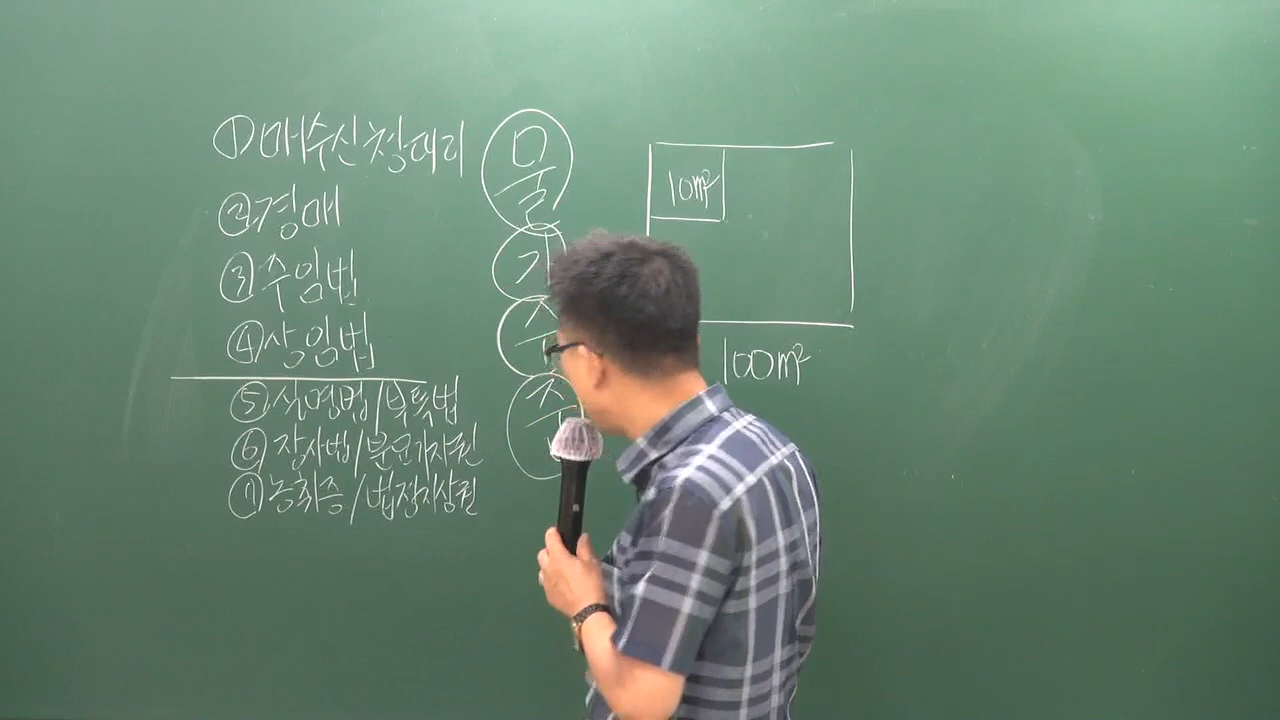 ①매수신청대리
②경매
③주임법
④상임법
⑤실명법/부특법
⑥장사법/분묘기지권
⑦농취증/법정지상권
물
기
주
주
10m²
100m²